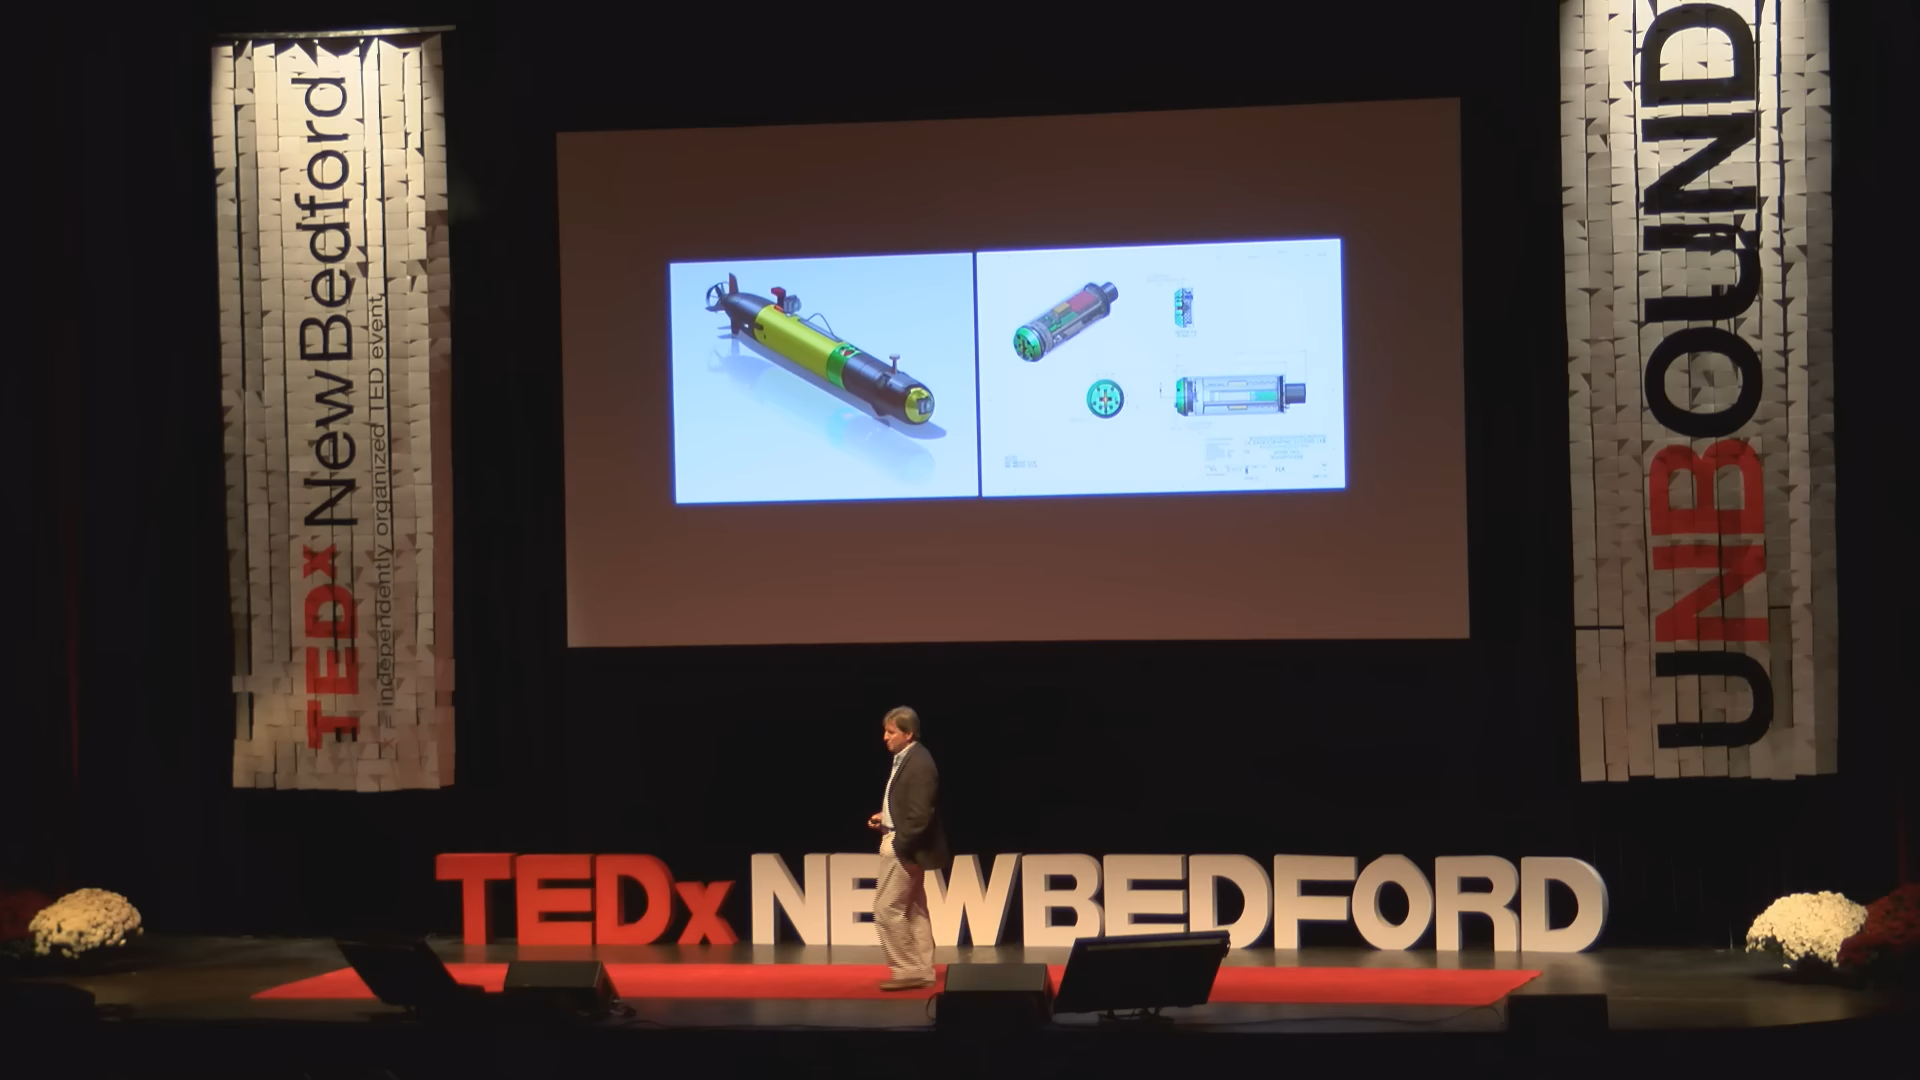 TEDxNewBedford
x = independently organized TED event
UNBOUND
TEDxNEWBEDFORD